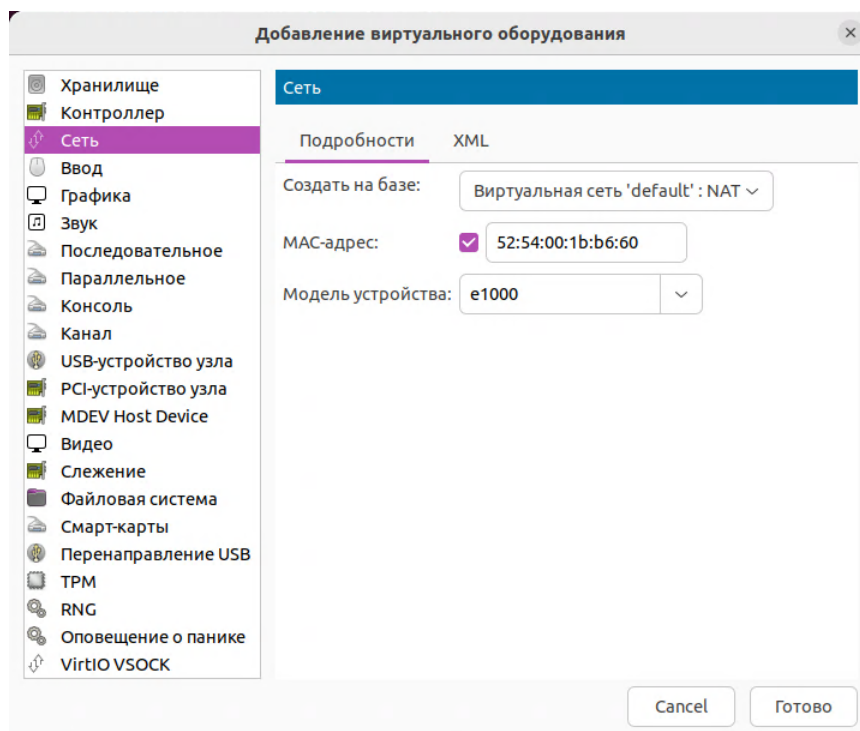 Добавление виртуального оборудования
Хранилище
Контроллер
Сеть
Ввод
Графика
Звук
Последовательное
Параллельное
Консоль
Канал
USB-устройство узла
PCI-устройство узла
MDEV Host Device
Видео
Слежение
Файловая система
Смарт-карты
Перенаправление USB
TPM
RNG
Оповещение о панике
VirtIO VSOCK
Сеть
Подробности XML
Создать на базе: Виртуальная сеть 'default' : NAT
MAC-адрес: 52:54:00:1b:b6:60
Модель устройства: e1000
Cancel Готово